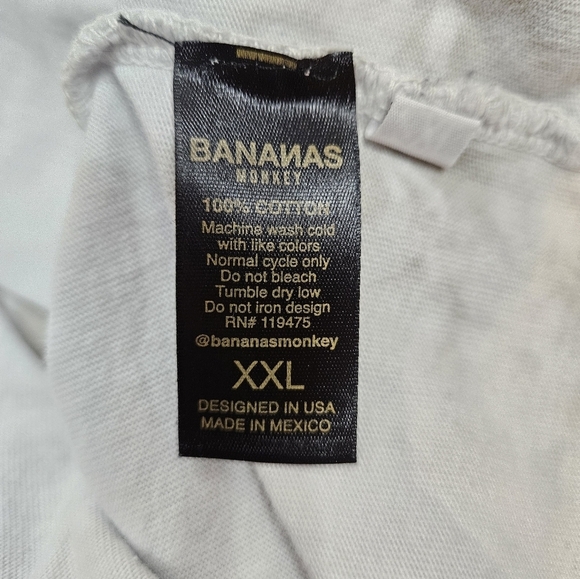 BANAИAS
MONKEY
100% COTTON
Machine wash cold
with like colors
Normal cycle only
Do not bleach
Tumble dry low
Do not iron design
RN# 119475
@bananasmonkey
XXL
DESIGNED IN USA
MADE IN MEXICO